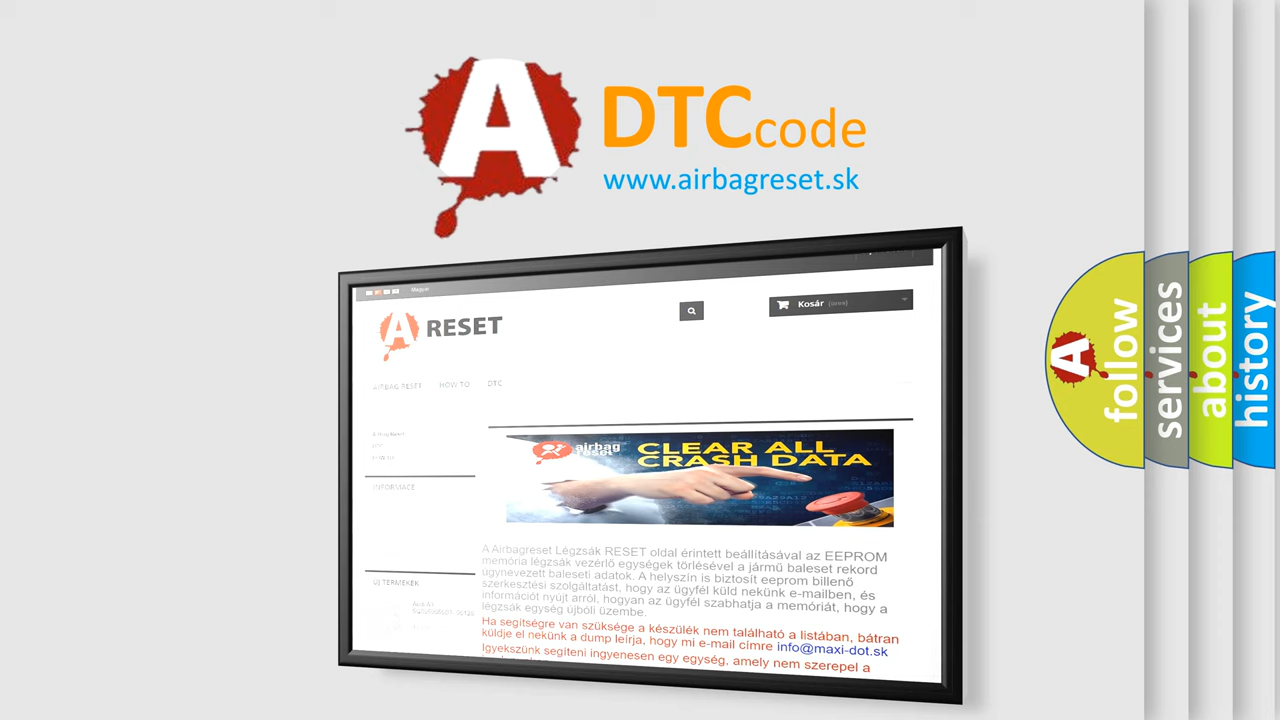 A
DTCcode
www.airbagreset.sk
Magyar
A RESET
Kosár (üres)
AIRBAG RESET HOW TO DTC
INFORMACE
airbag
reset
CLEAR ALL
CRASH DATA
ÚJ TERMÉKEK
A Airbagreset Légzsák RESET oldal érintett beállításával az EEPROM
memória légzsák vezérlő egységek törlésével a jármű baleset rekord
úgynevezett baleseti adatok. A helyszín is biztosít eeprom billenő
szerkesztési szolgáltatást, hogy az ügyfél küld nekünk e-mailben, és
információt nyújt arról, hogyan az ügyfél szabhatja a memóriát, hogy a
légzsák egység újbóli üzembe.
Ha segítségre van szüksége a készülék nem található a listában, bátran
küldje el nekünk a dump leírja, hogy mi e-mail címre info@maxi-dot.sk
Igyekszünk segíteni ingyenesen egy egység, amely nem szerepel a
A follow
services
about
history